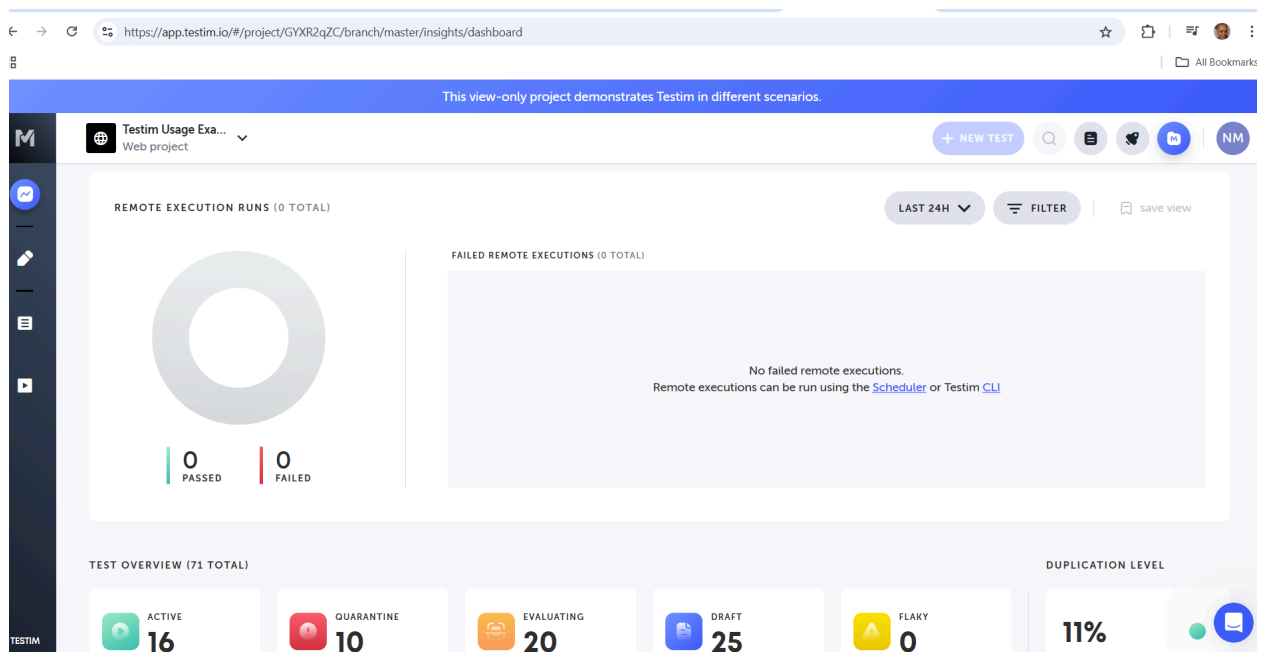 https://app.testim.io/#/project/GYXR2qZC/branch/master/insights/dashboard
All Bookmarks
This view-only project demonstrates Testim in different scenarios.
Testim Usage Exa...
Web project
+ NEW TEST
NM
REMOTE EXECUTION RUNS (0 TOTAL)
LAST 24H
FILTER
save view
FAILED REMOTE EXECUTIONS (0 TOTAL)
No failed remote executions.
Remote executions can be run using the Scheduler or Testim CLI
0
PASSED
0
FAILED
TEST OVERVIEW (71 TOTAL)
DUPLICATION LEVEL
ACTIVE
16
QUARANTINE
10
EVALUATING
20
DRAFT
25
FLAKY
0
11%
TESTIM